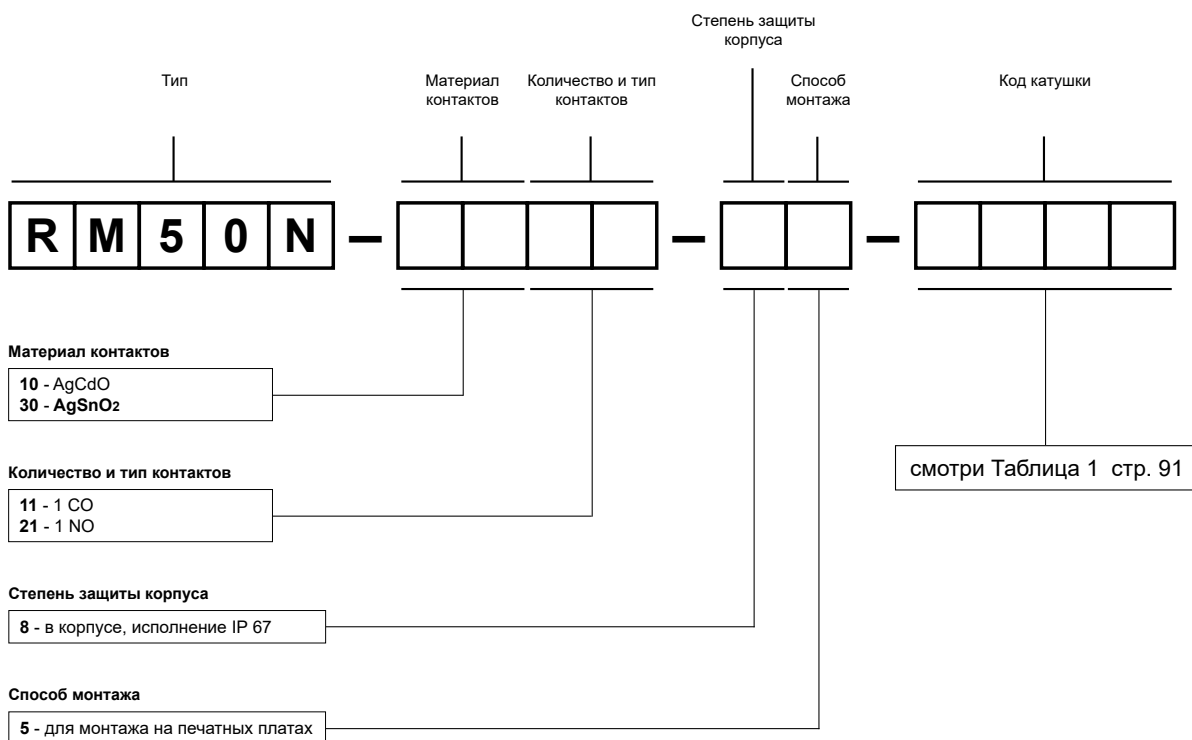 Степень защиты
корпуса
Тип
Материал
контактов
Количество и тип
контактов
Способ
монтажа
Код катушки
R M 5 0 N – – –
Материал контактов
10 - AgCdO
30 - AgSnO2
Количество и тип контактов
11 - 1 CO
21 - 1 NO
смотри Таблица 1 стр. 91
Степень защиты корпуса
8 - в корпусе, исполнение IP 67
Способ монтажа
5 - для монтажа на печатных платах